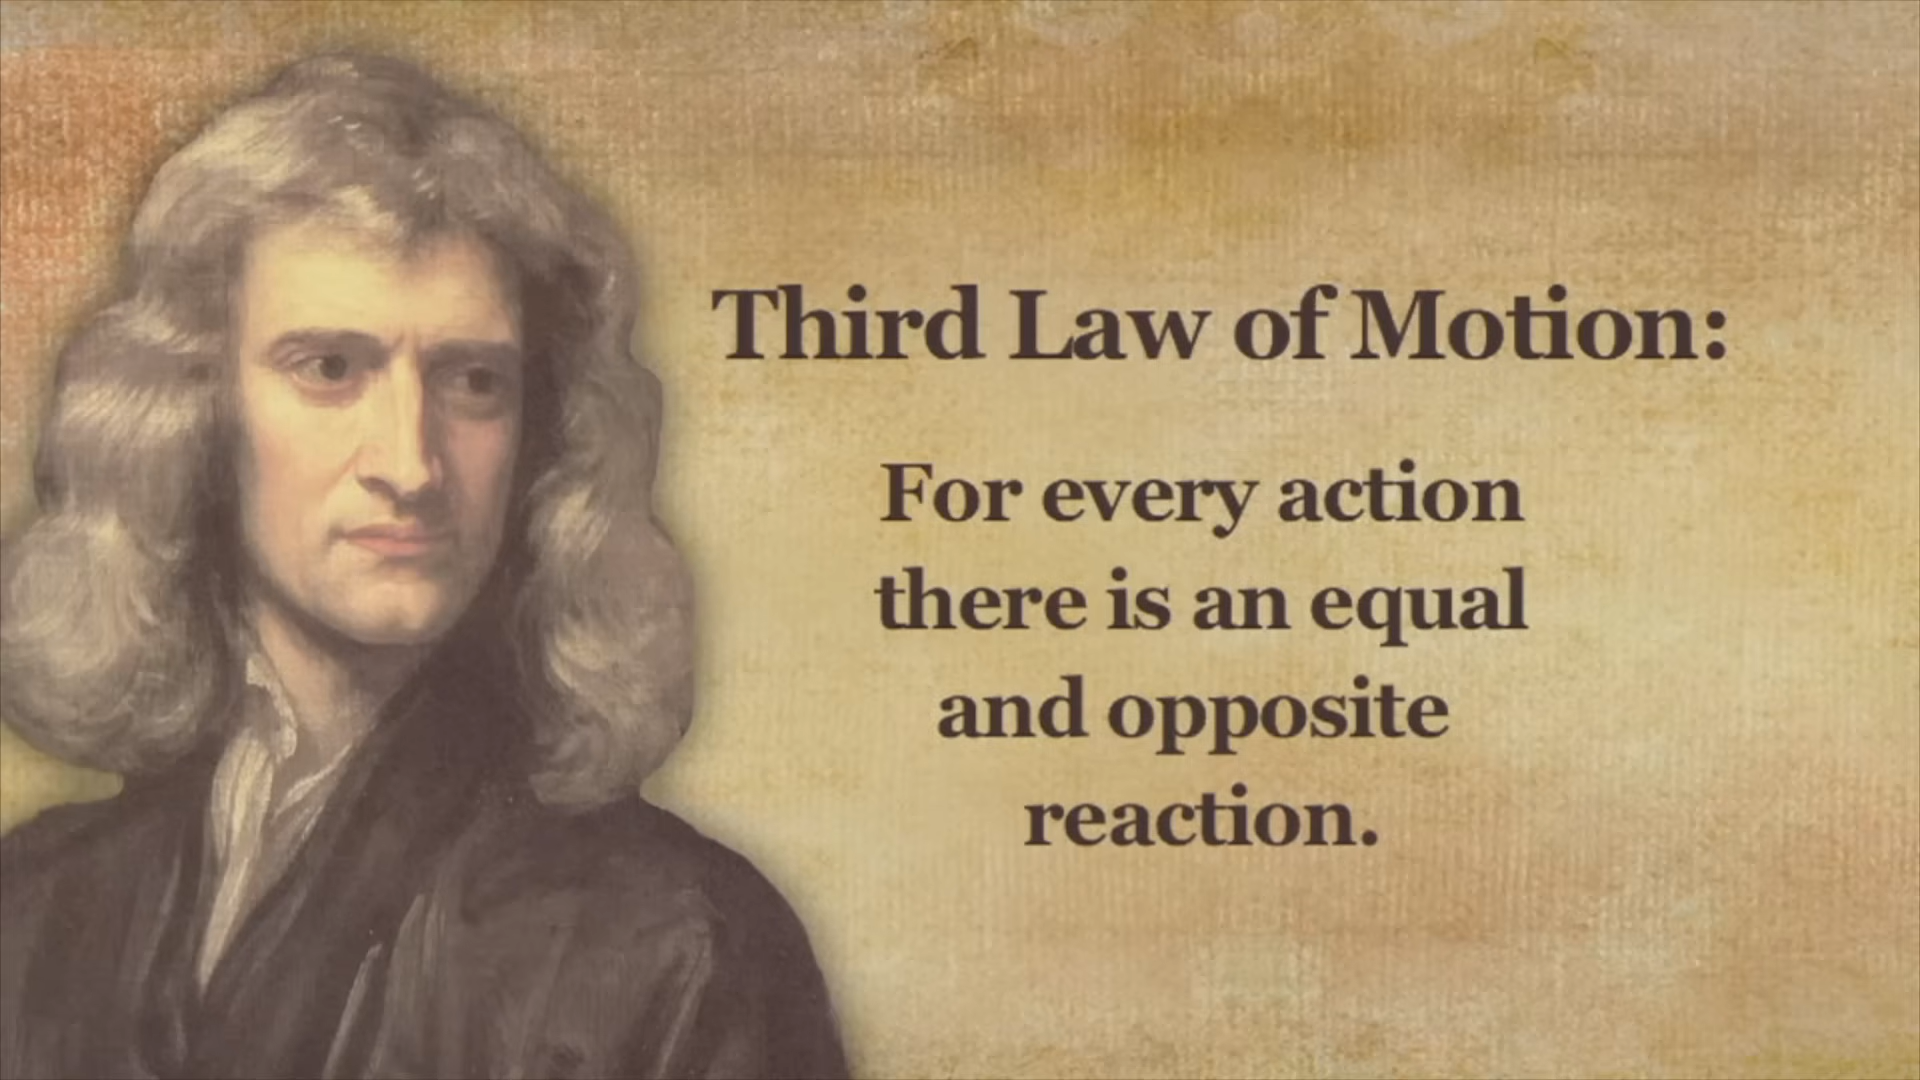 Third Law of Motion:
For every action
there is an equal
and opposite
reaction.